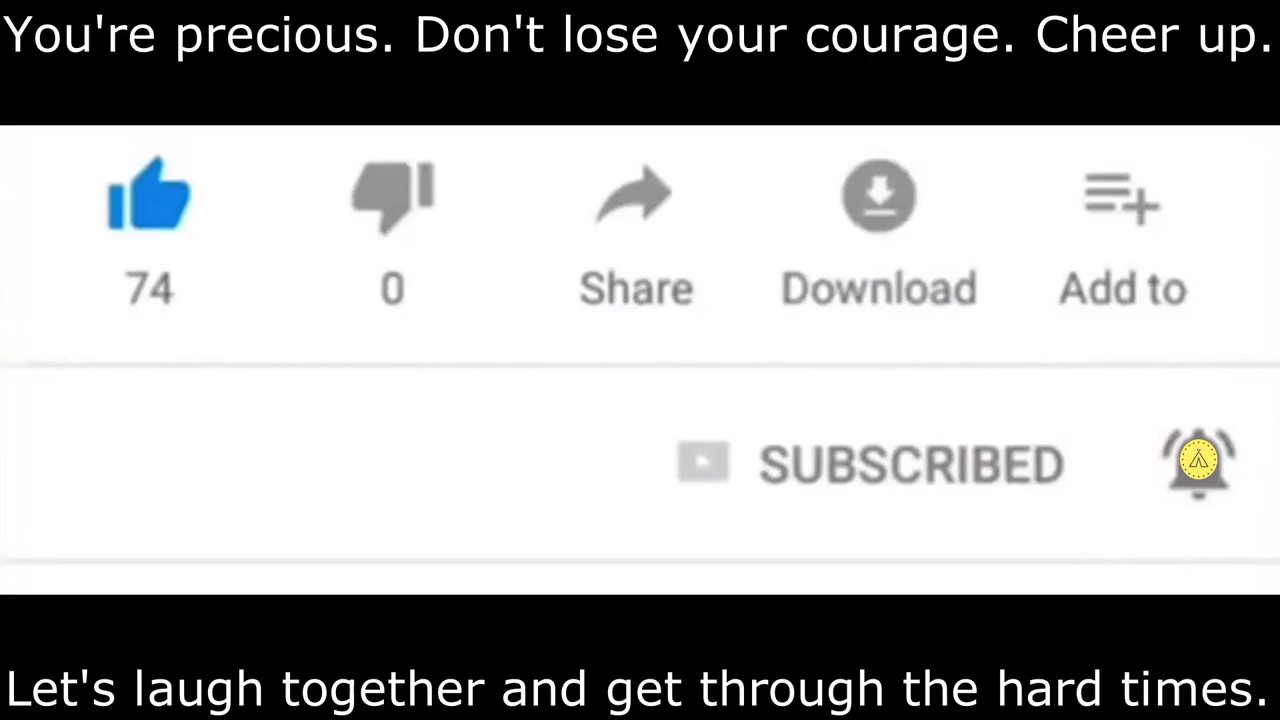 You're precious. Don't lose your courage. Cheer up.
74 0 Share Download Add to
SUBSCRIBED
Let's laugh together and get through the hard times.